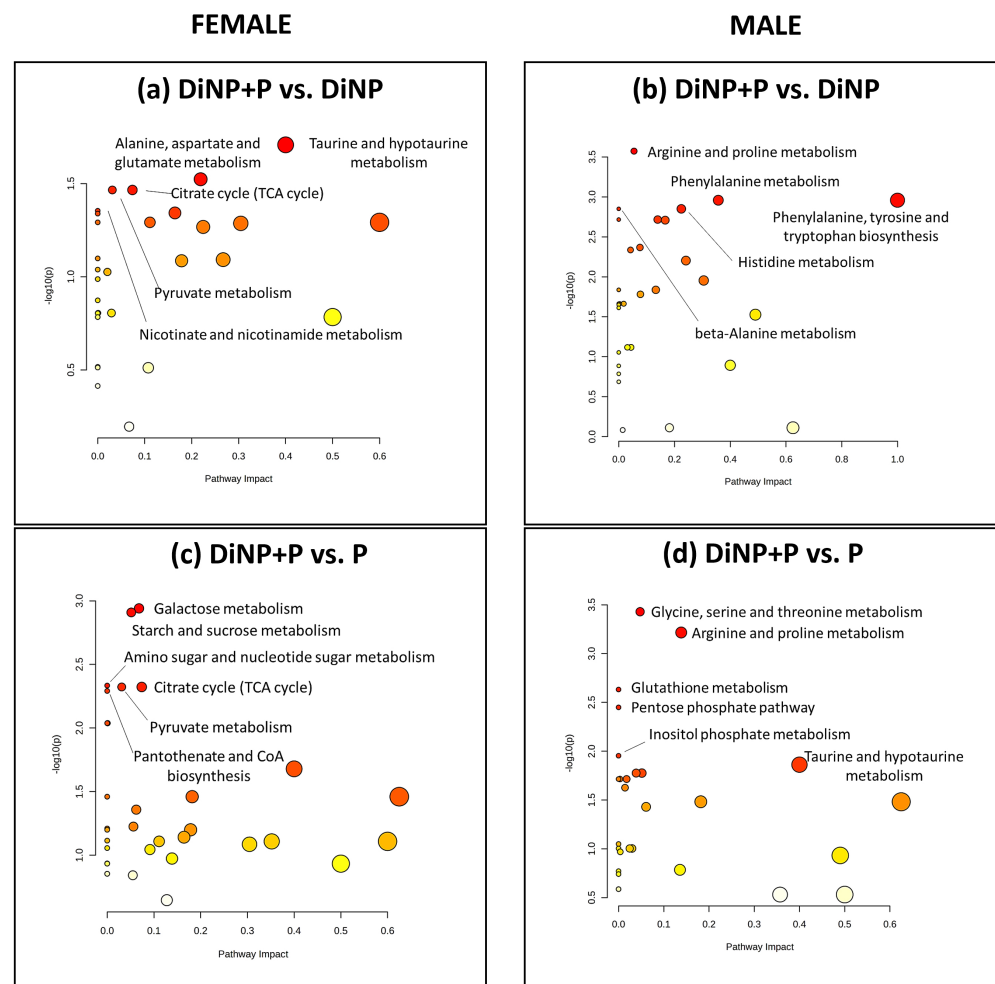 FEMALE
MALE
(a) DiNP+P vs. DiNP
Alanine, aspartate and
glutamate metabolism
Taurine and hypotaurine
metabolism
Citrate cycle (TCA cycle)
Pyruvate metabolism
Nicotinate and nicotinamide metabolism
-log10(p)
1.5
1.0
0.5
0.0 0.1 0.2 0.3 0.4 0.5 0.6
Pathway Impact
(b) DiNP+P vs. DiNP
Arginine and proline metabolism
Phenylalanine metabolism
Phenylalanine, tyrosine and
tryptophan biosynthesis
Histidine metabolism
beta-Alanine metabolism
-log10(p)
3.5
3.0
2.5
2.0
1.5
1.0
0.5
0.0
0.0 0.2 0.4 0.6 0.8 1.0
Pathway Impact
(c) DiNP+P vs. P
Galactose metabolism
Starch and sucrose metabolism
Amino sugar and nucleotide sugar metabolism
Citrate cycle (TCA cycle)
Pyruvate metabolism
Pantothenate and CoA
biosynthesis
-log10(p)
3.0
2.5
2.0
1.5
1.0
0.0 0.1 0.2 0.3 0.4 0.5 0.6
Pathway Impact
(d) DiNP+P vs. P
Glycine, serine and threonine metabolism
Arginine and proline metabolism
Glutathione metabolism
Pentose phosphate pathway
Inositol phosphate metabolism
Taurine and hypotaurine
metabolism
-log10(p)
3.5
3.0
2.5
2.0
1.5
1.0
0.5
0.0 0.1 0.2 0.3 0.4 0.5 0.6
Pathway Impact